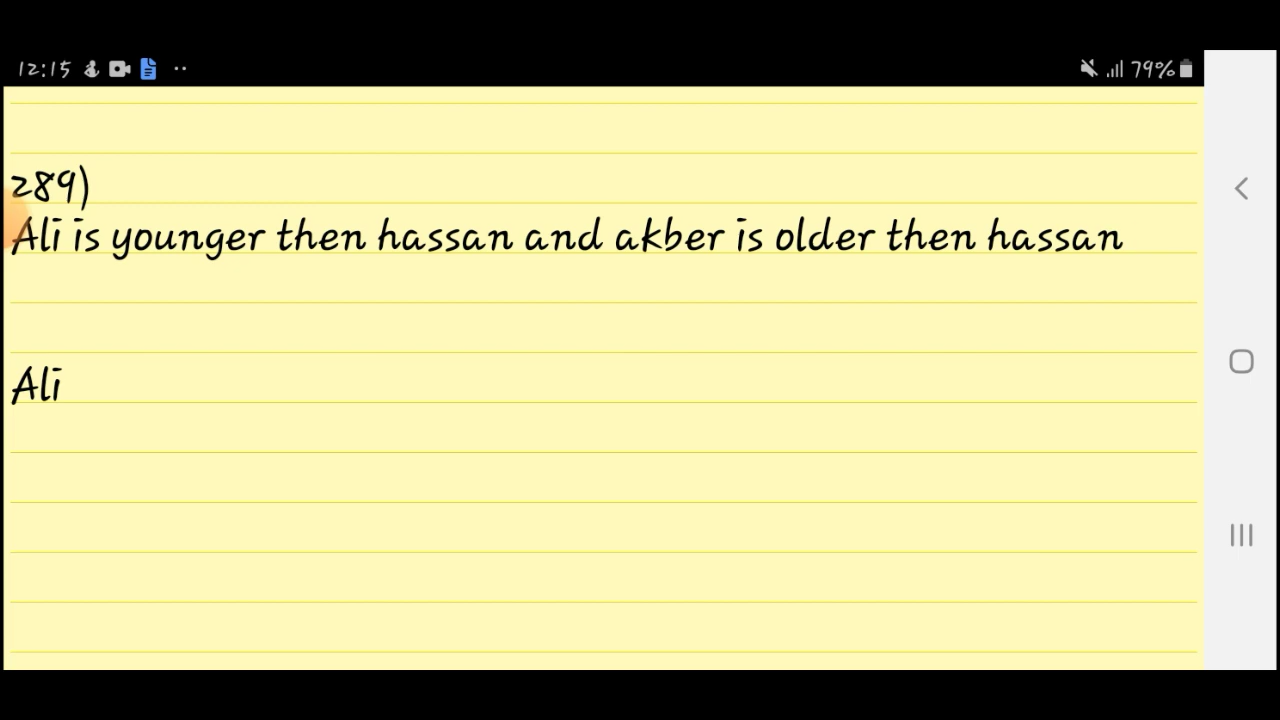 12:15 79%
289)
Ali is younger then hassan and akber is older then hassan
Ali